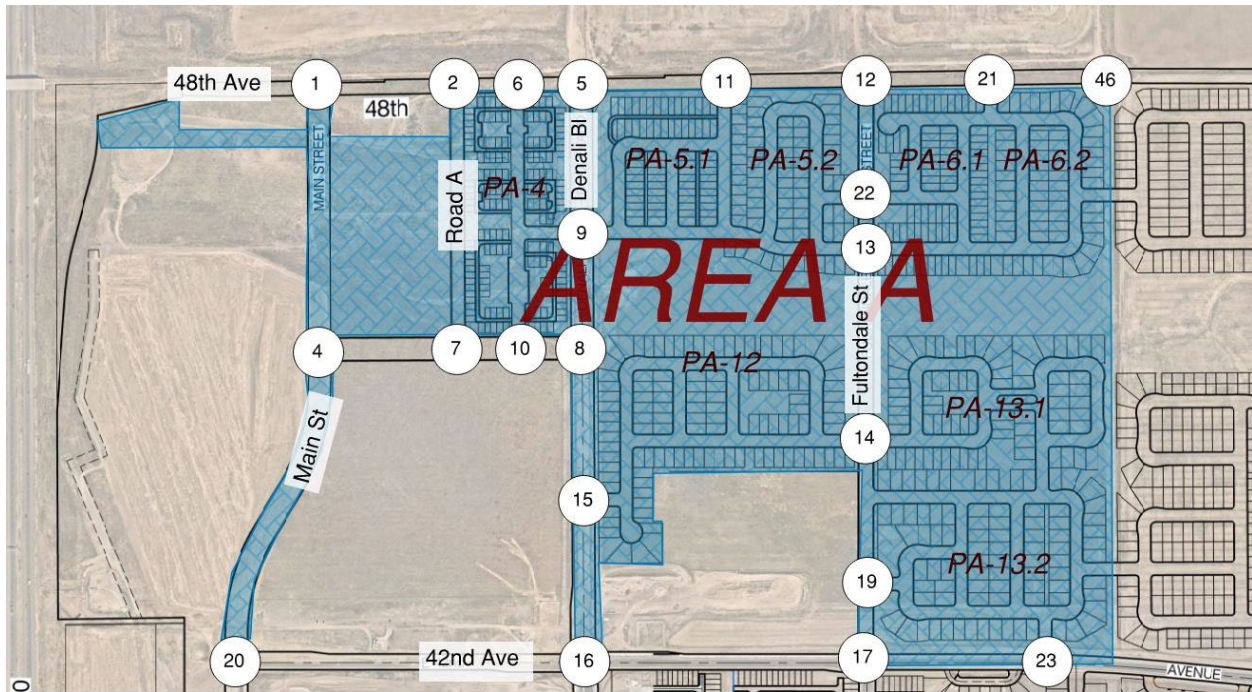 48th Ave
1
2
6
5
11
12
21
46
48th
MAIN STREET
Road A
PA-4
Denali Bl
PA-5.1
PA-5.2
STREET
PA-6.1
PA-6.2
22
9
13
AREA A
4
7
10
8
PA-12
Fultondale St
PA-13.1
Main St
14
15
19
PA-13.2
20
42nd Ave
16
17
23
AVENUE
0